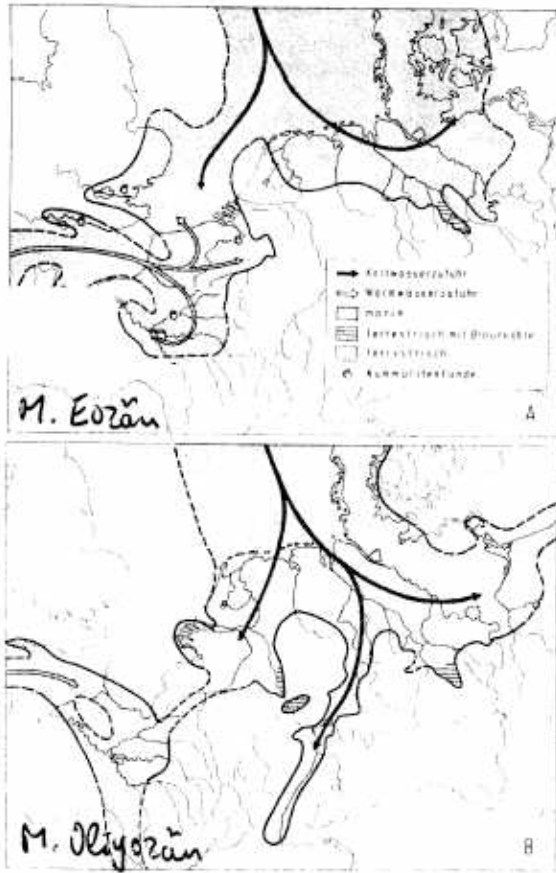 Kaltwasserzufuhr
Warmwasserzufuhr
marin
terrestrisch mit Braunkohle
terrestrisch
Nummulitenfunde
M. Eozän
A
M. Oligozän
B